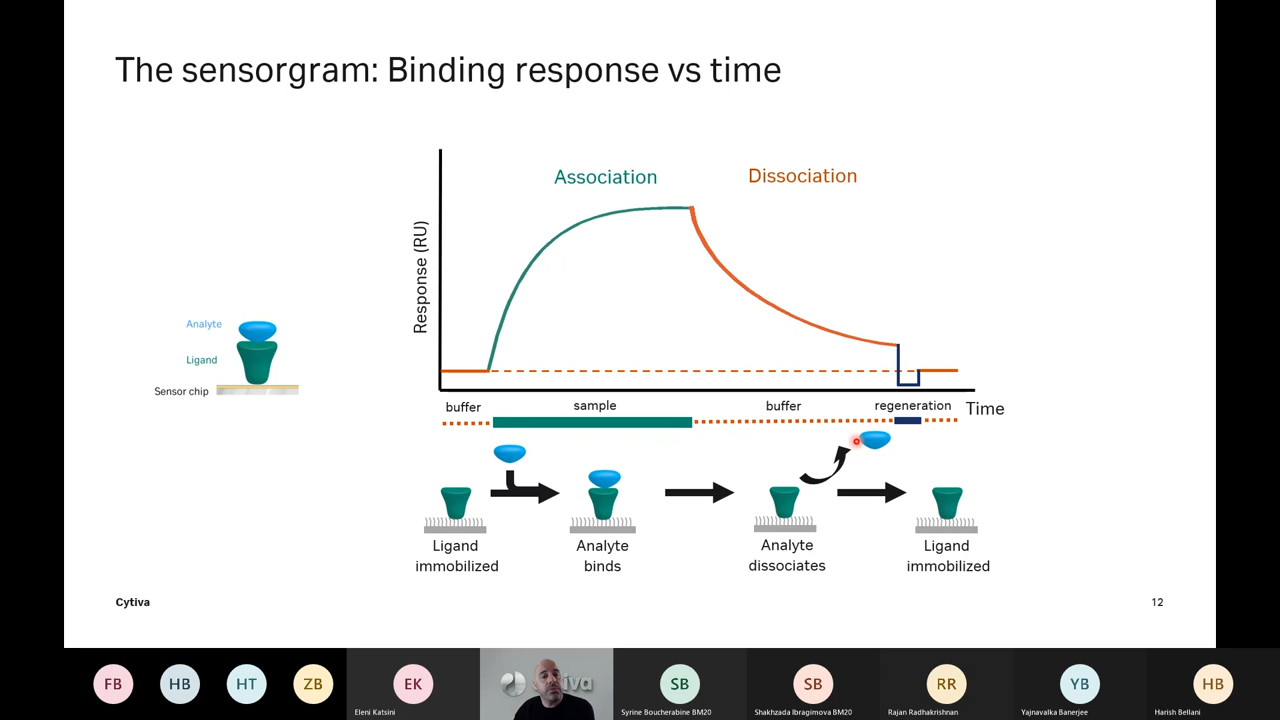 The sensorgram: Binding response vs time
Association
Dissociation
Response (RU)
Analyte
Ligand
Sensor chip
buffer
sample
buffer
regeneration
Time
Ligand
immobilized
Analyte
binds
Analyte
dissociates
Ligand
immobilized
Cytiva
12
FB
HB
HT
ZB
EK
Eleni Katsini
iva
SB
Syrine Boucherabine BM20
SB
Shakhzada Ibragimova BM20
RR
Rajan Radhakrishnan
YB
Yajnavalka Banerjee
HB
Harish Bellani